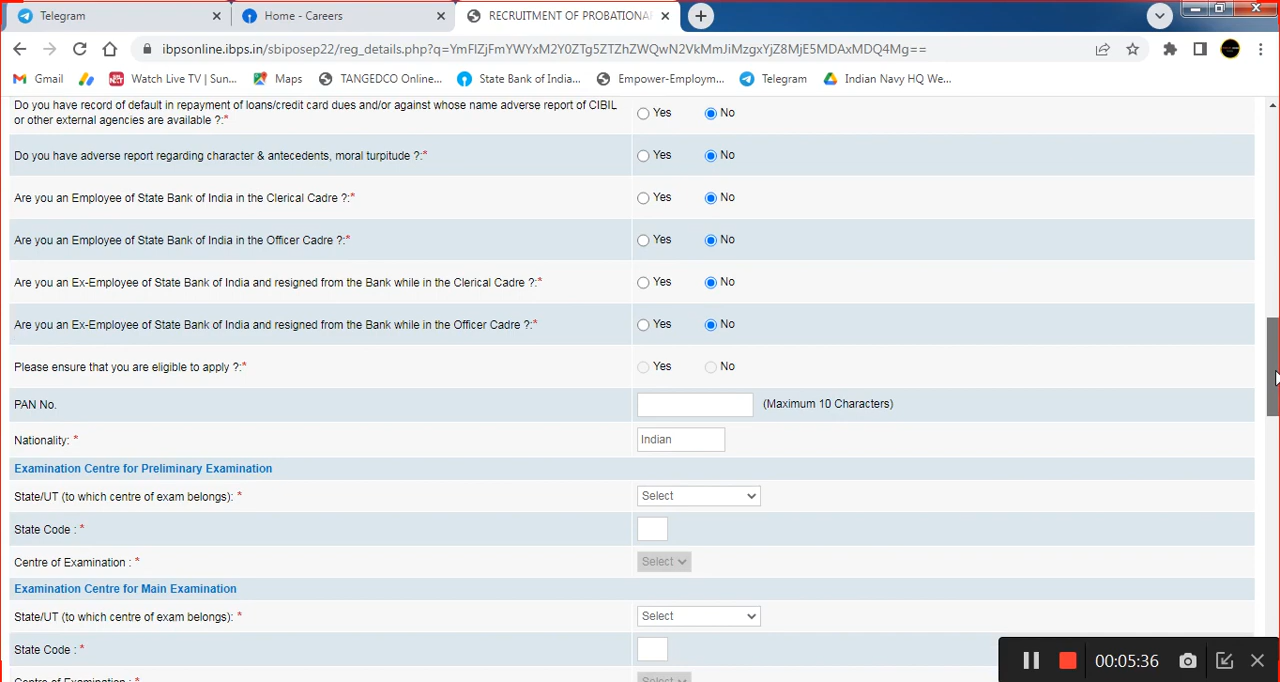 Telegram
Home - Careers
RECRUITMENT OF PROBATIONA
ibpsonline.ibps.in/sbiposep22/reg_details.php?q=YmFlZjFmYWYxM2Y0ZTg5ZTZhZWQwN2VkMmJiMzgxYjZ8MjE5MDAxMDQ4Mg==
Gmail
Watch Live TV | Sun...
Maps
TANGEDCO Online...
State Bank of India...
Empower-Employm...
Telegram
Indian Navy HQ We...
Do you have record of default in repayment of loans/credit card dues and/or against whose name adverse report of CIBIL
or other external agencies are available ?:*
Yes No
Do you have adverse report regarding character & antecedents, moral turpitude ?:*
Yes No
Are you an Employee of State Bank of India in the Clerical Cadre ?:*
Yes No
Are you an Employee of State Bank of India in the Officer Cadre ?:*
Yes No
Are you an Ex-Employee of State Bank of India and resigned from the Bank while in the Clerical Cadre ?:*
Yes No
Are you an Ex-Employee of State Bank of India and resigned from the Bank while in the Officer Cadre ?:*
Yes No
Please ensure that you are eligible to apply ?:*
Yes No
PAN No.
(Maximum 10 Characters)
Nationality: *
Indian
Examination Centre for Preliminary Examination
State/UT (to which centre of exam belongs): *
Select
State Code : *
Centre of Examination : *
Select
Examination Centre for Main Examination
State/UT (to which centre of exam belongs): *
Select
State Code : *
Centre of Examination : *
Select
00:05:36